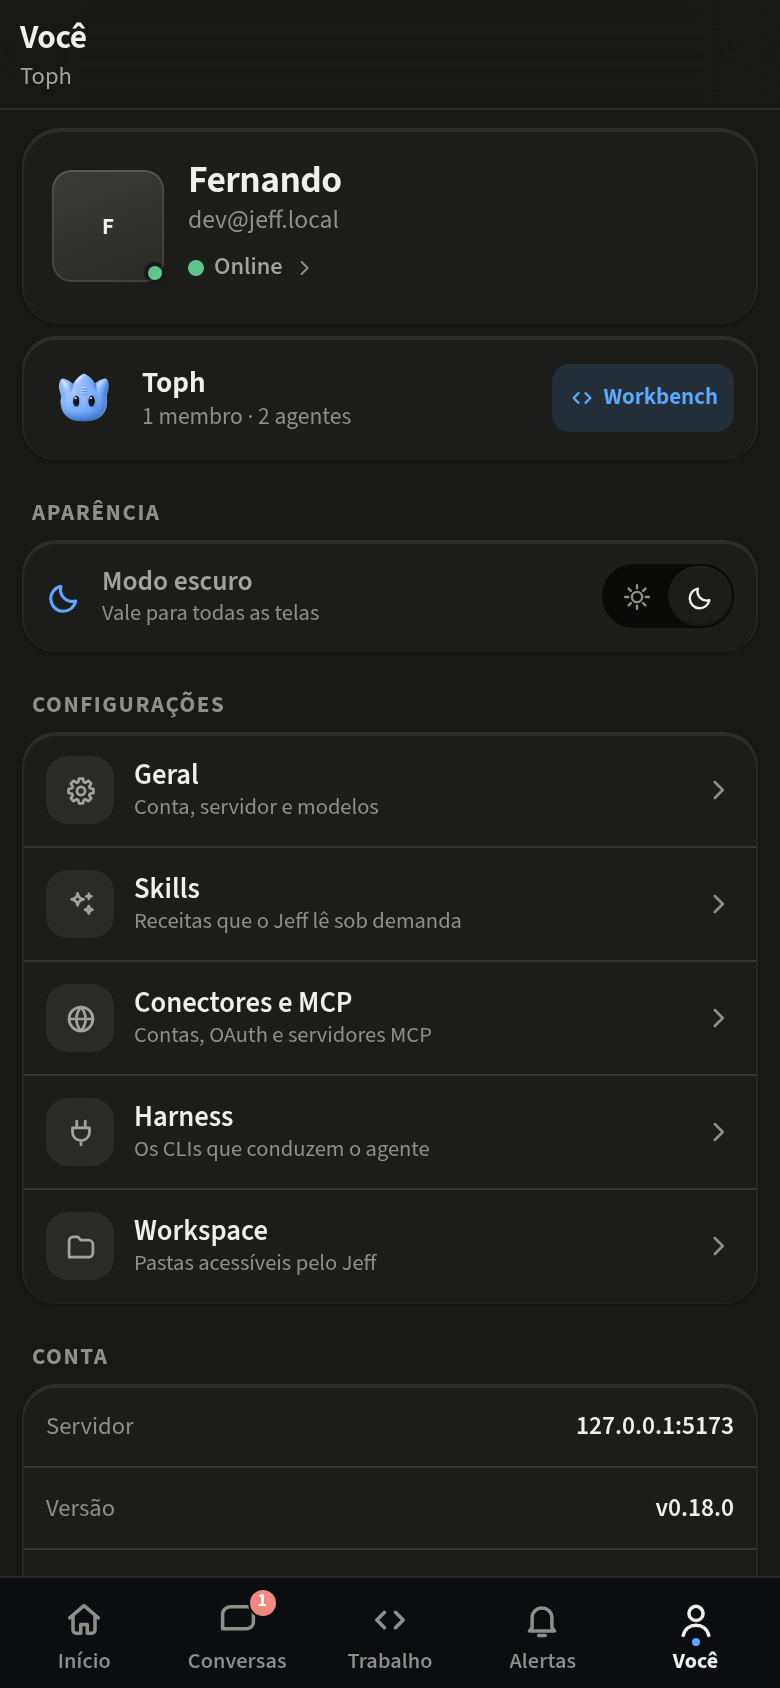 Você
Toph
F
Fernando
dev@jeff.local
Online
Toph
1 membro · 2 agentes
Workbench
APARÊNCIA
Modo escuro
Vale para todas as telas
CONFIGURAÇÕES
Geral
Conta, servidor e modelos
Skills
Receitas que o Jeff lê sob demanda
Conectores e MCP
Contas, OAuth e servidores MCP
Harness
Os CLIs que conduzem o agente
Workspace
Pastas acessíveis pelo Jeff
CONTA
Servidor
127.0.0.1:5173
Versão
v0.18.0
1
Início
Conversas
Trabalho
Alertas
Você